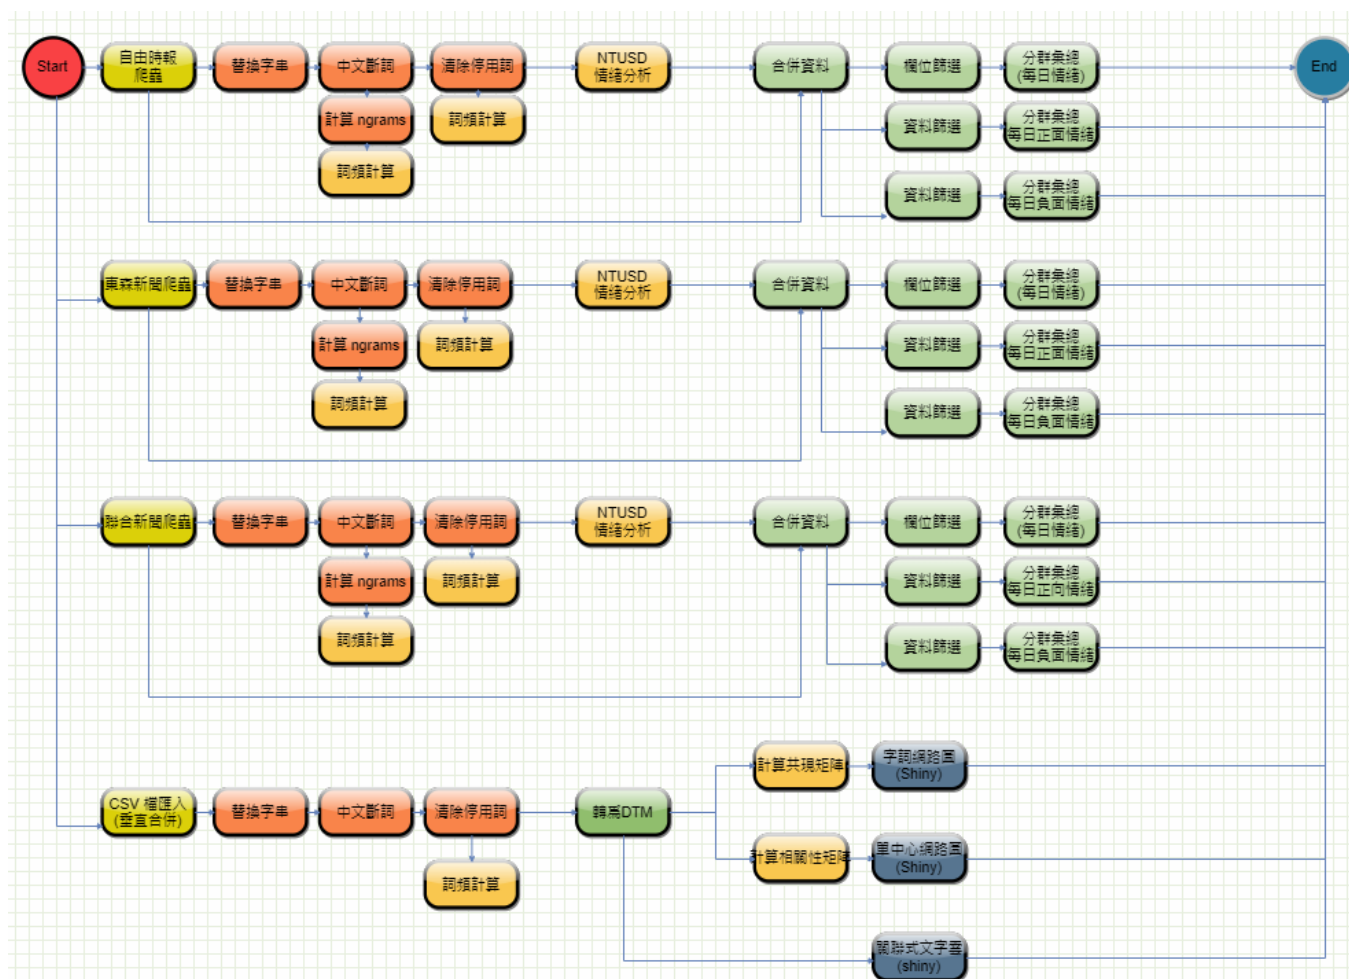 Start
自由時報
爬蟲
替換字串
中文斷詞
清除停用詞
NTUSD
情緒分析
合併資料
欄位篩選
分群彙總
(每日情緒)
End
計算 ngrams
詞頻計算
資料篩選
分群彙總
每日正面情緒
詞頻計算
資料篩選
分群彙總
每日負面情緒
東森新聞爬蟲
替換字串
中文斷詞
清除停用詞
NTUSD
情緒分析
合併資料
欄位篩選
分群彙總
(每日情緒)
計算 ngrams
詞頻計算
資料篩選
分群彙總
每日正面情緒
詞頻計算
資料篩選
分群彙總
每日負面情緒
聯合新聞爬蟲
替換字串
中文斷詞
清除停用詞
NTUSD
情緒分析
合併資料
欄位篩選
分群彙總
(每日情緒)
計算 ngrams
詞頻計算
資料篩選
分群彙總
每日正向情緒
詞頻計算
資料篩選
分群彙總
每日負面情緒
計算共現矩陣
字詞網路圖
(Shiny)
CSV 檔匯入
(垂直合併)
替換字串
中文斷詞
清除停用詞
轉為DTM
計算相關性矩陣
單中心網路圖
(Shiny)
詞頻計算
關聯式文字雲
(shiny)